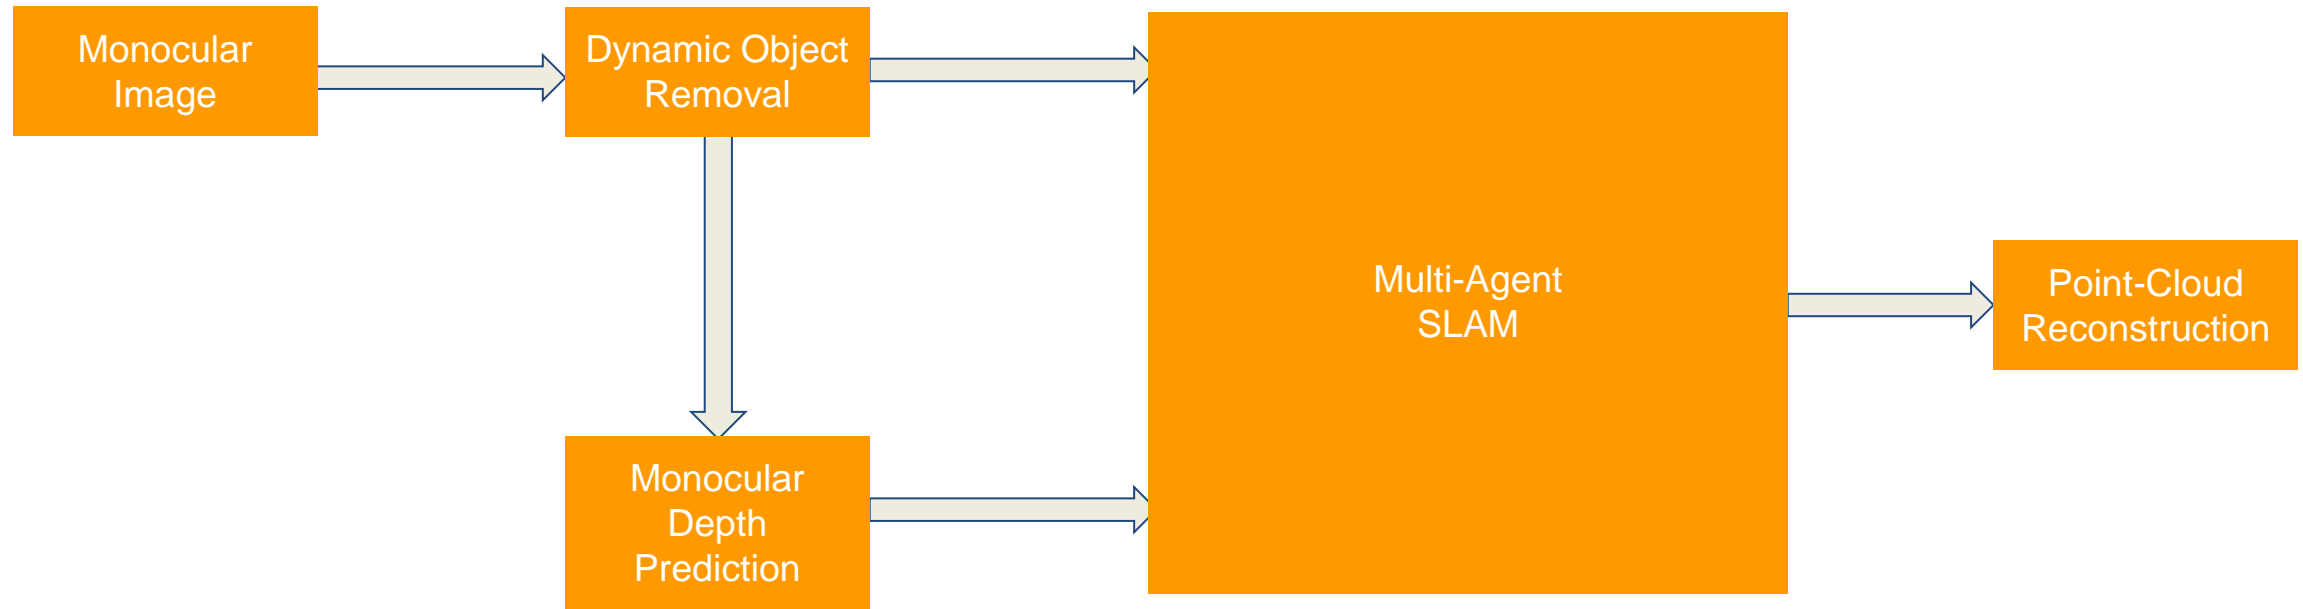 Monocular
Image
Dynamic Object
Removal
Monocular
Depth
Prediction
Multi-Agent
SLAM
Point-Cloud
Reconstruction